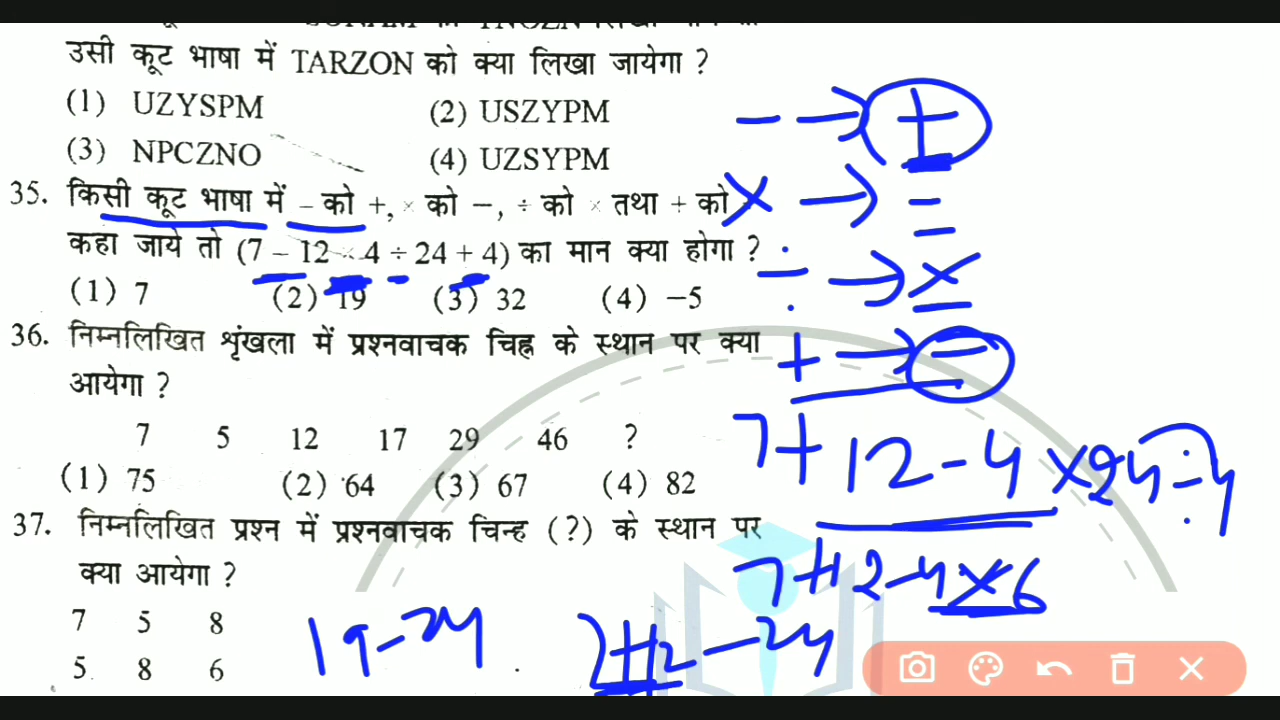 उसी कूट भाषा में TARZON को क्या लिखा जायेगा ?
(1) UZYSPM (2) USZYPM
(3) NPCZNO (4) UZSYPM
35. किसी कूट भाषा में – को +, × को –, ÷ को × तथा + को
कहा जाये तो (7 – 12 × 4 ÷ 24 + 4) का मान क्या होगा ?
(1) 7 (2) 19 (3) 32 (4) –5
36. निम्नलिखित शृंखला में प्रश्नवाचक चिह्न के स्थान पर क्या
आयेगा ?
7 5 12 17 29 46 ?
(1) 75 (2) 64 (3) 67 (4) 82
37. निम्नलिखित प्रश्न में प्रश्नवाचक चिन्ह (?) के स्थान पर
क्या आयेगा ?
7 5 8
5 8 6
– → +
× → –
÷ → ×
+ → ÷
7 + 12 – 4 × 24 ÷ 4
7 + 12 – 4 × 6
7 + 12 – 24
19 – 24